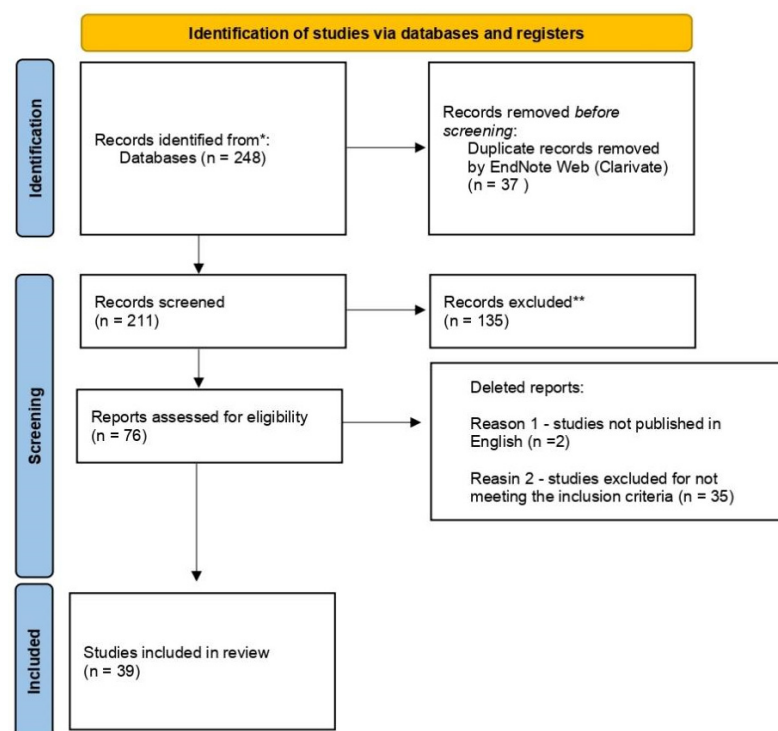 Identification of studies via databases and registers
Identification
Records identified from*:
Databases (n = 248)
Records removed before
screening:
Duplicate records removed
by EndNote Web (Clarivate)
(n = 37 )
Screening
Records screened
(n = 211)
Records excluded**
(n = 135)
Reports assessed for eligibility
(n = 76)
Deleted reports:
Reason 1 - studies not published in
English (n =2)
Reasin 2 - studies excluded for not
meeting the inclusion criteria (n = 35)
Included
Studies included in review
(n = 39)